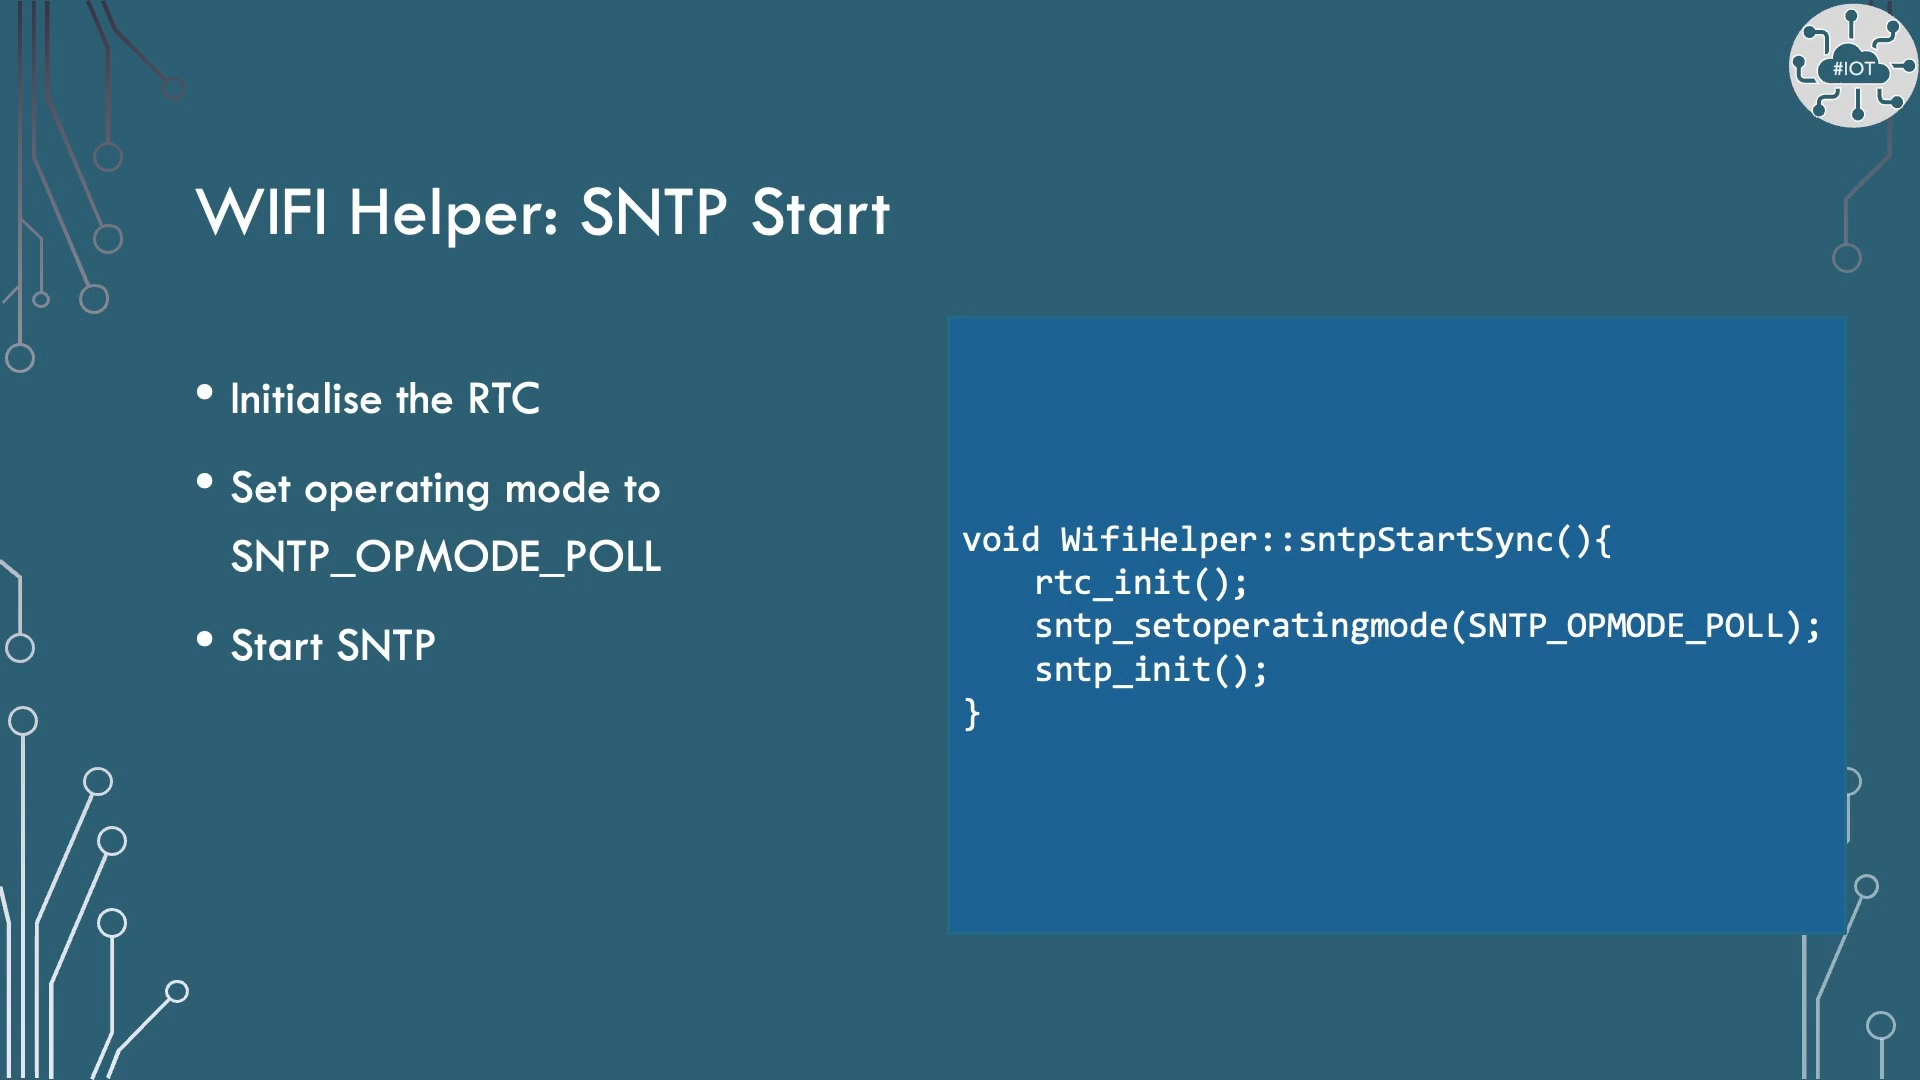 #IOT
WIFI Helper: SNTP Start
• Initialise the RTC
• Set operating mode to
SNTP_OPMODE_POLL
• Start SNTP
void WifiHelper::sntpStartSync(){
    rtc_init();
    sntp_setoperatingmode(SNTP_OPMODE_POLL);
    sntp_init();
}